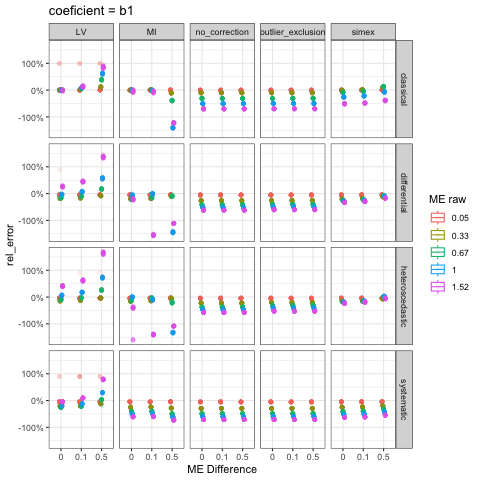 coeficient = b1
LV
MI
no_correction
outlier_exclusion
simex
classical
differential
heteroscedastic
systematic
100%
0%
-100%
100%
0%
-100%
100%
0%
-100%
100%
0%
-100%
rel_error
0 0.1 0.5
0 0.1 0.5
0 0.1 0.5
0 0.1 0.5
0 0.1 0.5
ME Difference
ME raw
0.05
0.33
0.67
1
1.52